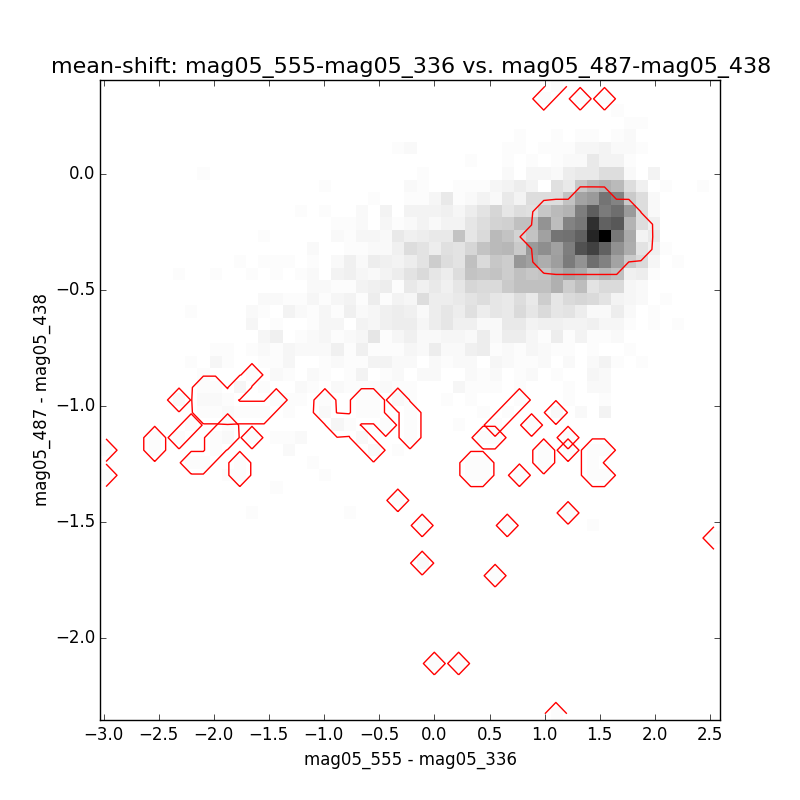 mean-shift: mag05_555-mag05_336 vs. mag05_487-mag05_438
0.0
−0.5
−1.0
−1.5
−2.0
mag05_487 - mag05_438
−3.0 −2.5 −2.0 −1.5 −1.0 −0.5 0.0 0.5 1.0 1.5 2.0 2.5
mag05_555 - mag05_336